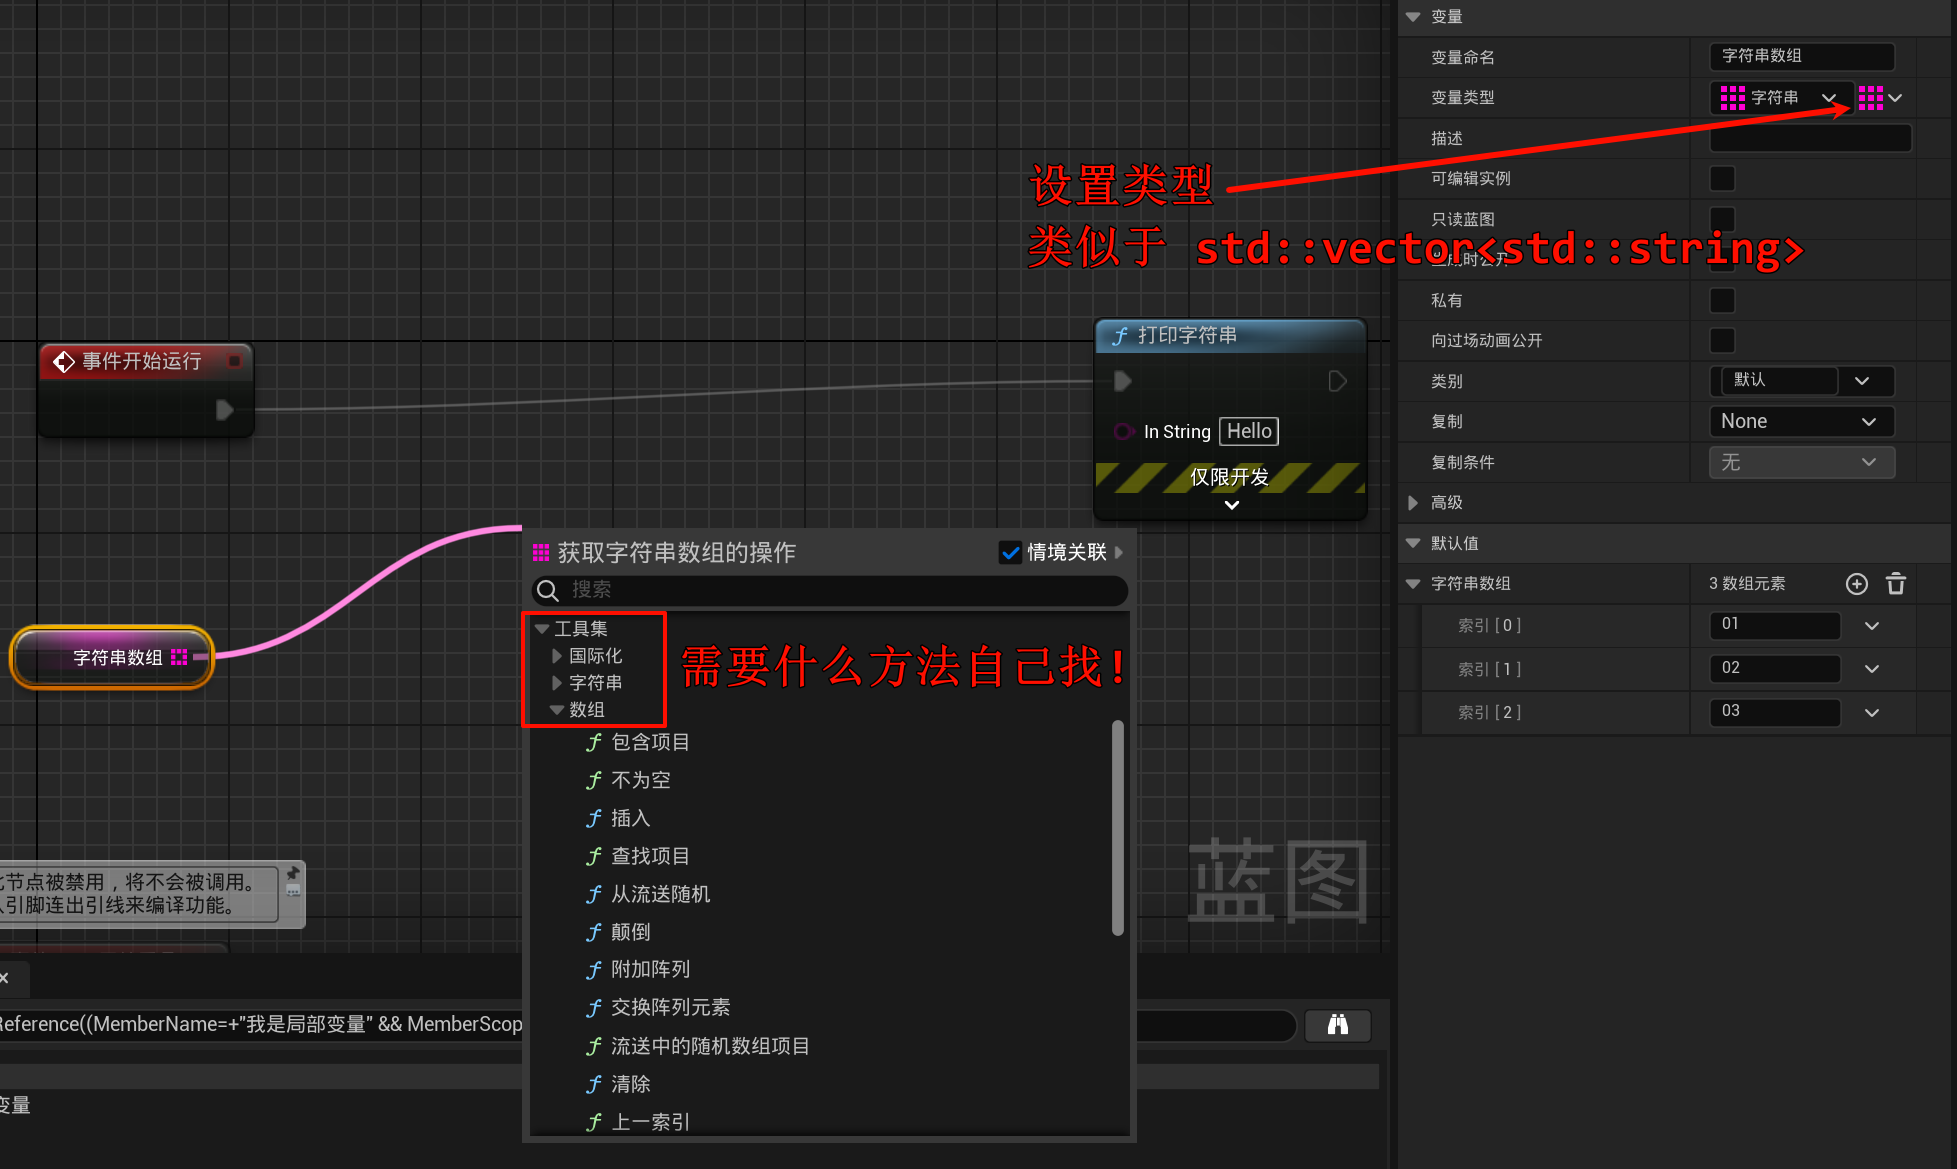 变量
变量命名
字符串数组
变量类型
字符串
描述
可编辑实例
只读蓝图
私有
向过场动画公开
类别
默认
复制
None
复制条件
无
高级
默认值
字符串数组
3 数组元素
索引 [ 0 ]
01
索引 [ 1 ]
02
索引 [ 2 ]
03
设置类型
类似于 std::vector<std::string>
事件开始运行
打印字符串
In String
Hello
仅限开发
字符串数组
获取字符串数组的操作
情境关联
搜索
工具集
国际化
字符串
数组
需要什么方法自己找!
包含项目
不为空
插入
查找项目
从流送随机
颠倒
附加阵列
交换阵列元素
流送中的随机数组项目
清除
上一索引
蓝图
节点被禁用，将不会被调用。
引脚连出引线来编译功能。
Reference((MemberName=+"我是局部变量" && MemberScop
变量